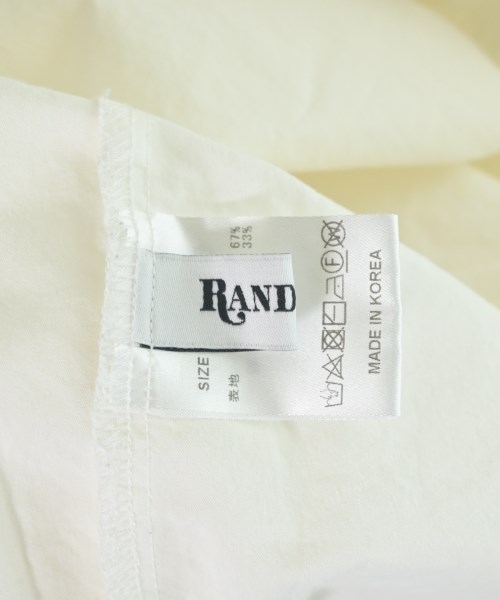 RAND
SIZE
表地
67%
33%
MADE IN KOREA